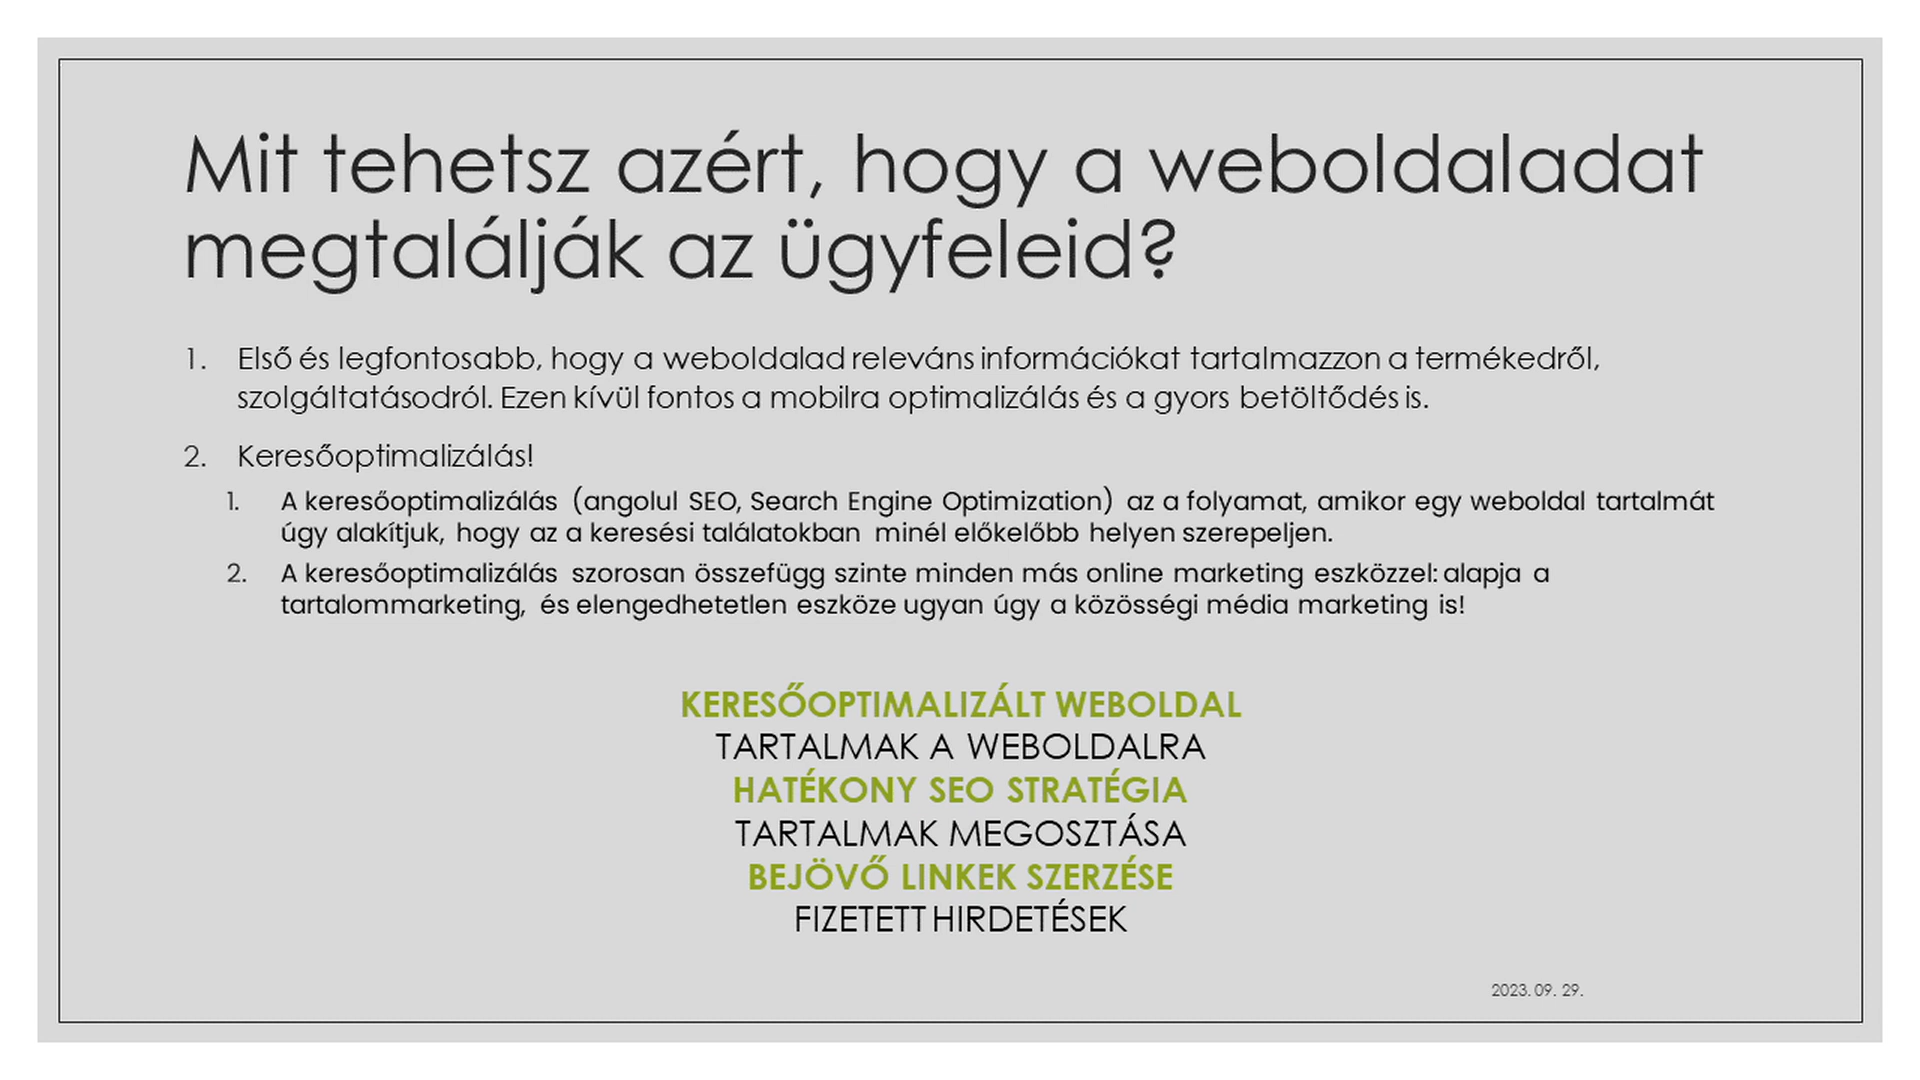 Mit tehetsz azért, hogy a weboldaladat
megtalálják az ügyfeleid?
1. Első és legfontosabb, hogy a weboldalad releváns információkat tartalmazzon a termékedről,
szolgáltatásodról. Ezen kívül fontos a mobilra optimalizálás és a gyors betöltődés is.
2. Keresőoptimalizálás!
1. A keresőoptimalizálás (angolul SEO, Search Engine Optimization) az a folyamat, amikor egy weboldal tartalmát
úgy alakítjuk, hogy az a keresési találatokban minél előkelőbb helyen szerepeljen.
2. A keresőoptimalizálás szorosan összefügg szinte minden más online marketing eszközzel: alapja a
tartalommarketing, és elengedhetetlen eszköze ugyan úgy a közösségi média marketing is!
KERESŐOPTIMALIZÁLT WEBOLDAL
TARTALMAK A WEBOLDALRA
HATÉKONY SEO STRATÉGIA
TARTALMAK MEGOSZTÁSA
BEJÖVŐ LINKEK SZERZÉSE
FIZETETT HIRDETÉSEK
2023. 09. 29.